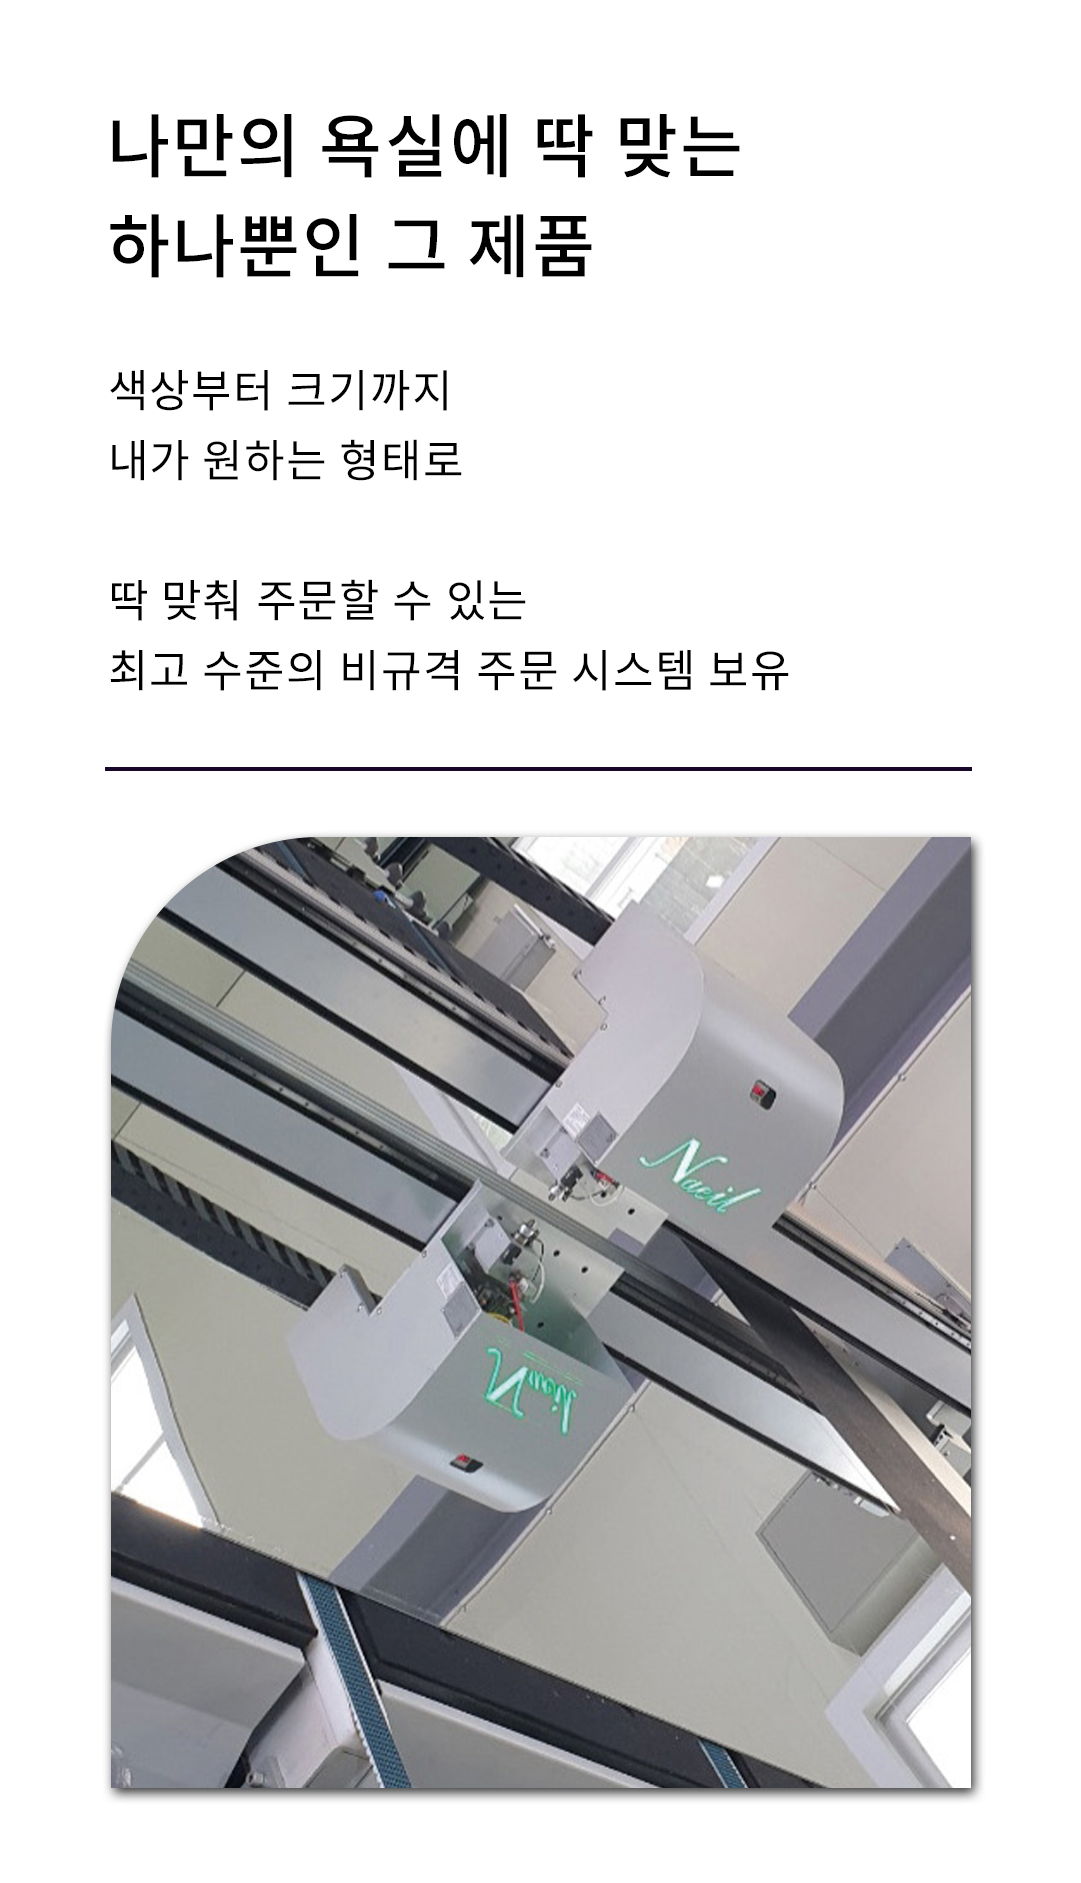 나만의 욕실에 딱 맞는
하나뿐인 그 제품
색상부터 크기까지
내가 원하는 형태로
딱 맞춰 주문할 수 있는
최고 수준의 비규격 주문 시스템 보유
Naeil
Naeil